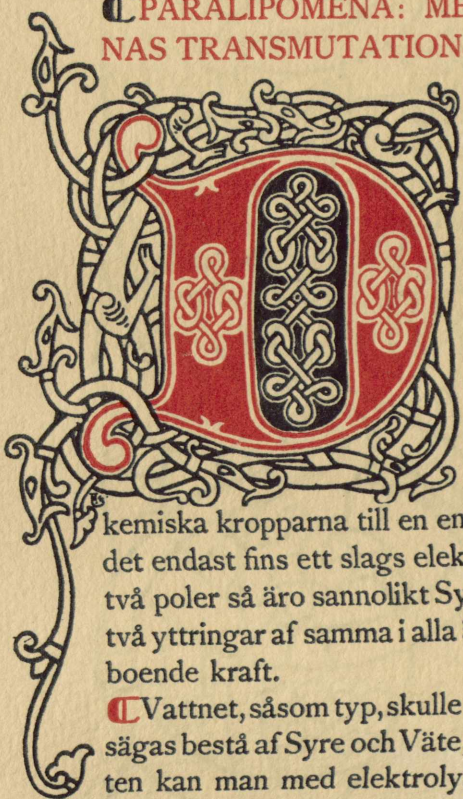 PARALIPOMENA: ME
NAS TRANSMUTATION
D
kemiska kropparna till en en
det endast fins ett slags elek
två poler så äro sannolikt Sy
två yttringar af samma i alla
boende kraft.
Vattnet, såsom typ, skulle
sägas bestå af Syre och Väte
ten kan man med elektroly